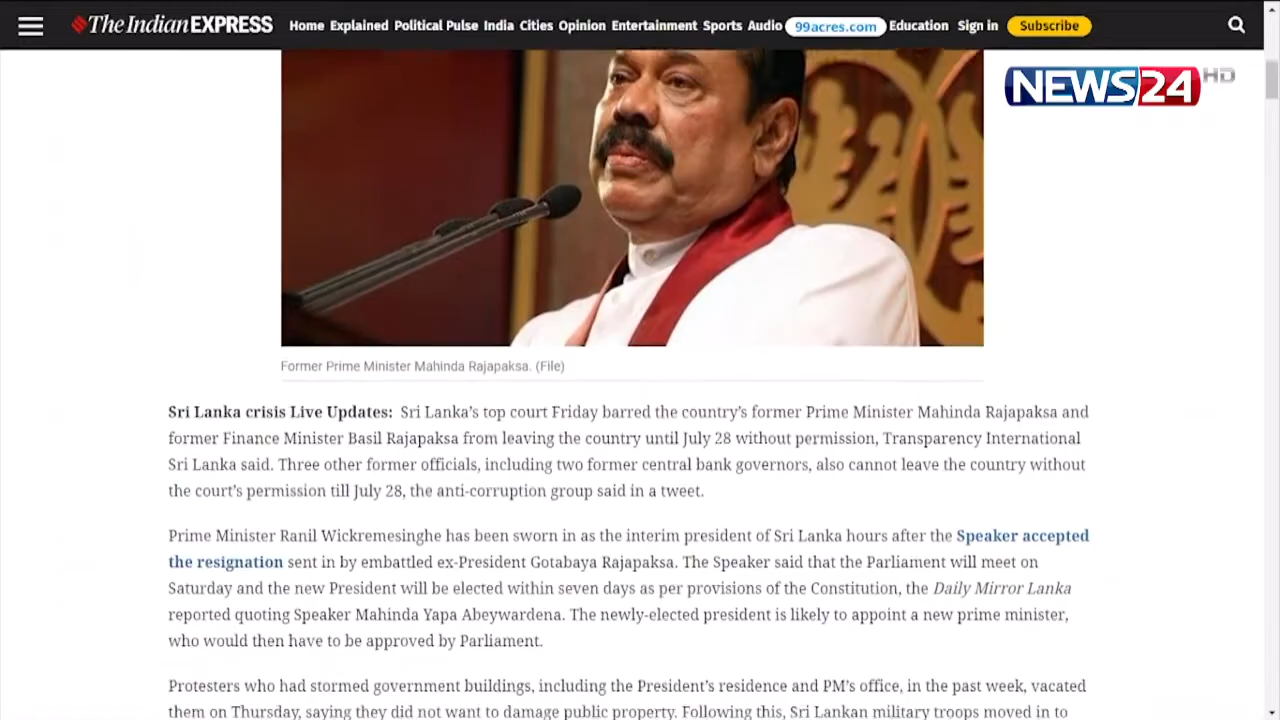 The Indian EXPRESS Home Explained Political Pulse India Cities Opinion Entertainment Sports Audio 99acres.com Education Sign in Subscribe
NEWS24 HD
Former Prime Minister Mahinda Rajapaksa. (File)
Sri Lanka crisis Live Updates: Sri Lanka’s top court Friday barred the country’s former Prime Minister Mahinda Rajapaksa and
former Finance Minister Basil Rajapaksa from leaving the country until July 28 without permission, Transparency International
Sri Lanka said. Three other former officials, including two former central bank governors, also cannot leave the country without
the court’s permission till July 28, the anti-corruption group said in a tweet.
Prime Minister Ranil Wickremesinghe has been sworn in as the interim president of Sri Lanka hours after the Speaker accepted
the resignation sent in by embattled ex-President Gotabaya Rajapaksa. The Speaker said that the Parliament will meet on
Saturday and the new President will be elected within seven days as per provisions of the Constitution, the Daily Mirror Lanka
reported quoting Speaker Mahinda Yapa Abeywardena. The newly-elected president is likely to appoint a new prime minister,
who would then have to be approved by Parliament.
Protesters who had stormed government buildings, including the President’s residence and PM’s office, in the past week, vacated
them on Thursday, saying they did not want to damage public property. Following this, Sri Lankan military troops moved in to